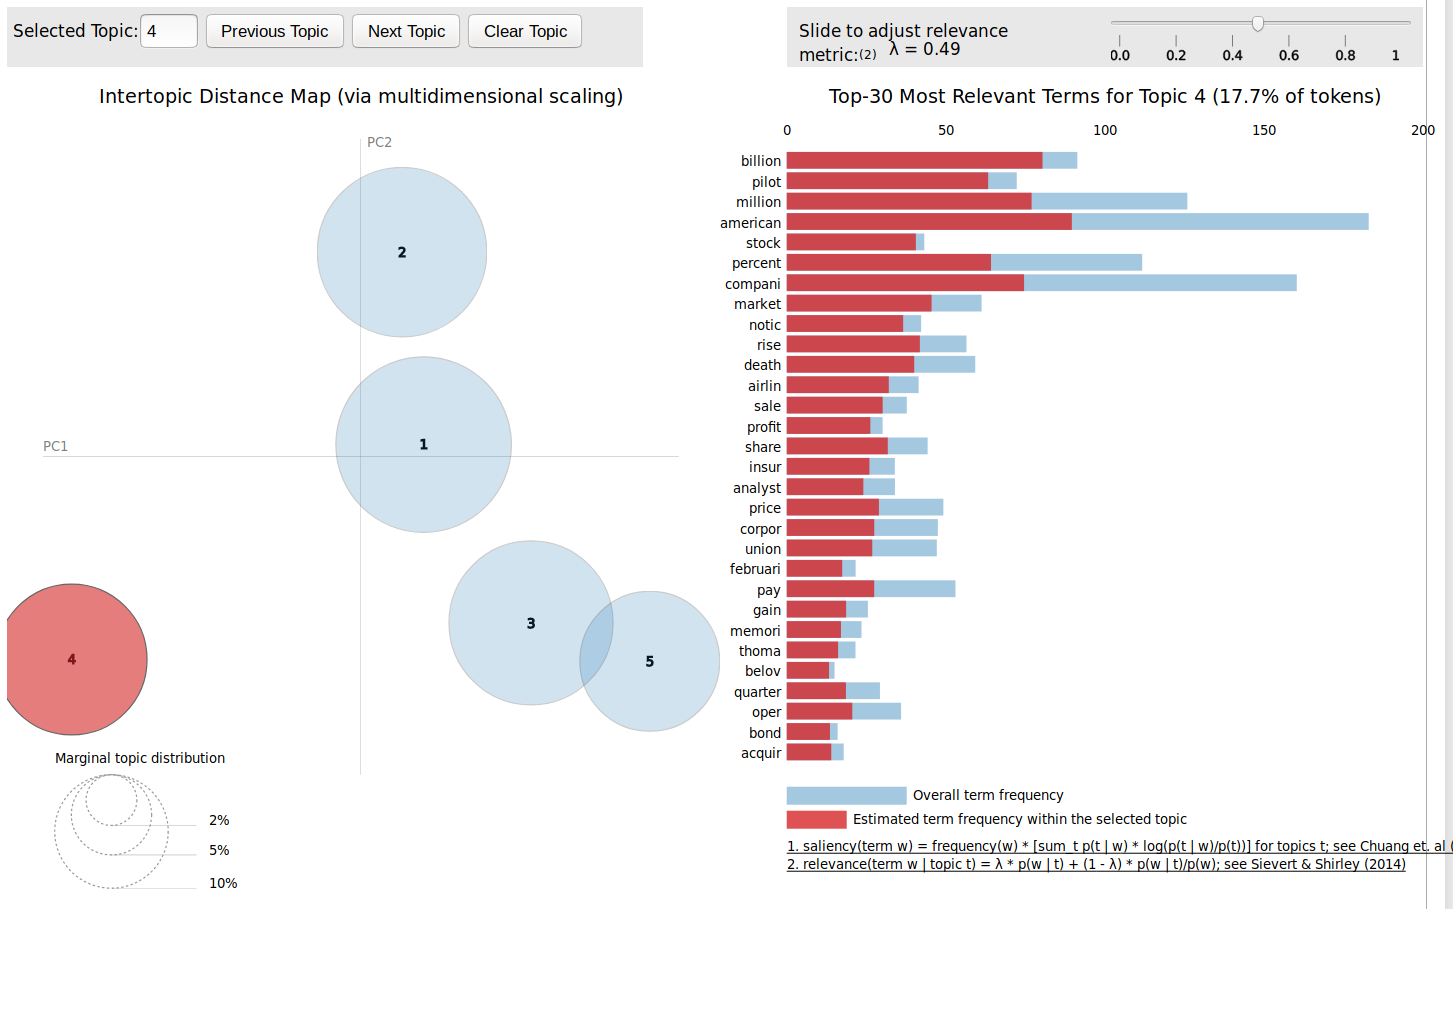 Selected Topic: 4 Previous Topic Next Topic Clear Topic
Slide to adjust relevance
metric:(2) λ = 0.49
0.0 0.2 0.4 0.6 0.8 1
Intertopic Distance Map (via multidimensional scaling)
PC2
PC1
2
1
3
5
4
Marginal topic distribution
2%
5%
10%
Top-30 Most Relevant Terms for Topic 4 (17.7% of tokens)
0 50 100 150 200
billion
pilot
million
american
stock
percent
compani
market
notic
rise
death
airlin
sale
profit
share
insur
analyst
price
corpor
union
februari
pay
gain
memori
thoma
belov
quarter
oper
bond
acquir
Overall term frequency
Estimated term frequency within the selected topic
1. saliency(term w) = frequency(w) * [sum_t p(t | w) * log(p(t | w)/p(t))] for topics t; see Chuang et. al (
2. relevance(term w | topic t) = λ * p(w | t) + (1 - λ) * p(w | t)/p(w); see Sievert & Shirley (2014)